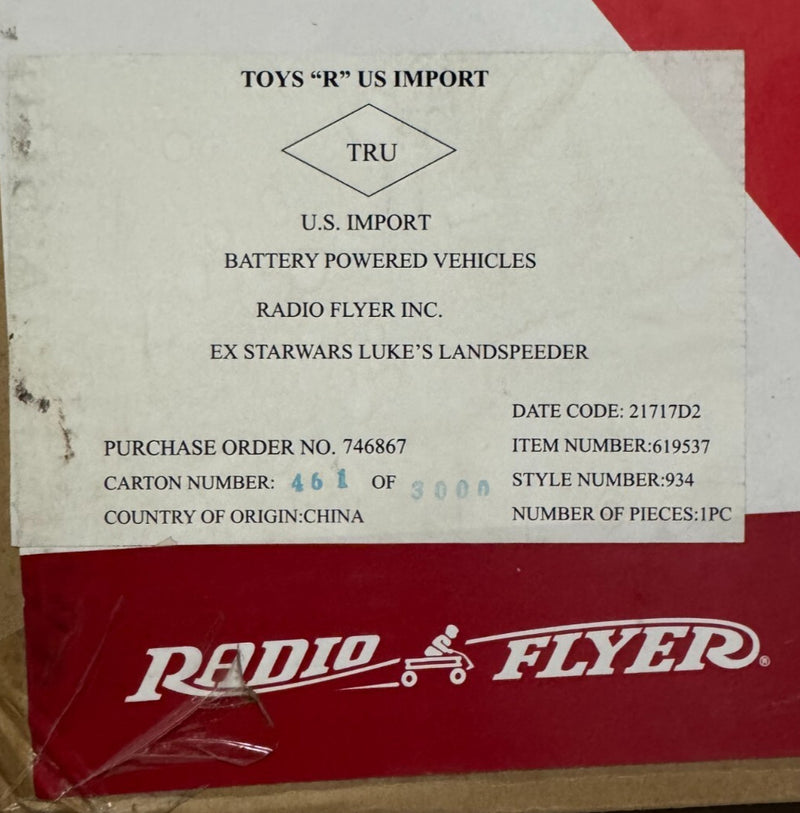 TOYS “R” US IMPORT
TRU
U.S. IMPORT
BATTERY POWERED VEHICLES
RADIO FLYER INC.
EX STARWARS LUKE’S LANDSPEEDER
DATE CODE: 21717D2
PURCHASE ORDER NO. 746867
ITEM NUMBER:619537
CARTON NUMBER: 461 OF 3000
STYLE NUMBER:934
COUNTRY OF ORIGIN:CHINA
NUMBER OF PIECES:1PC
RADIO FLYER®